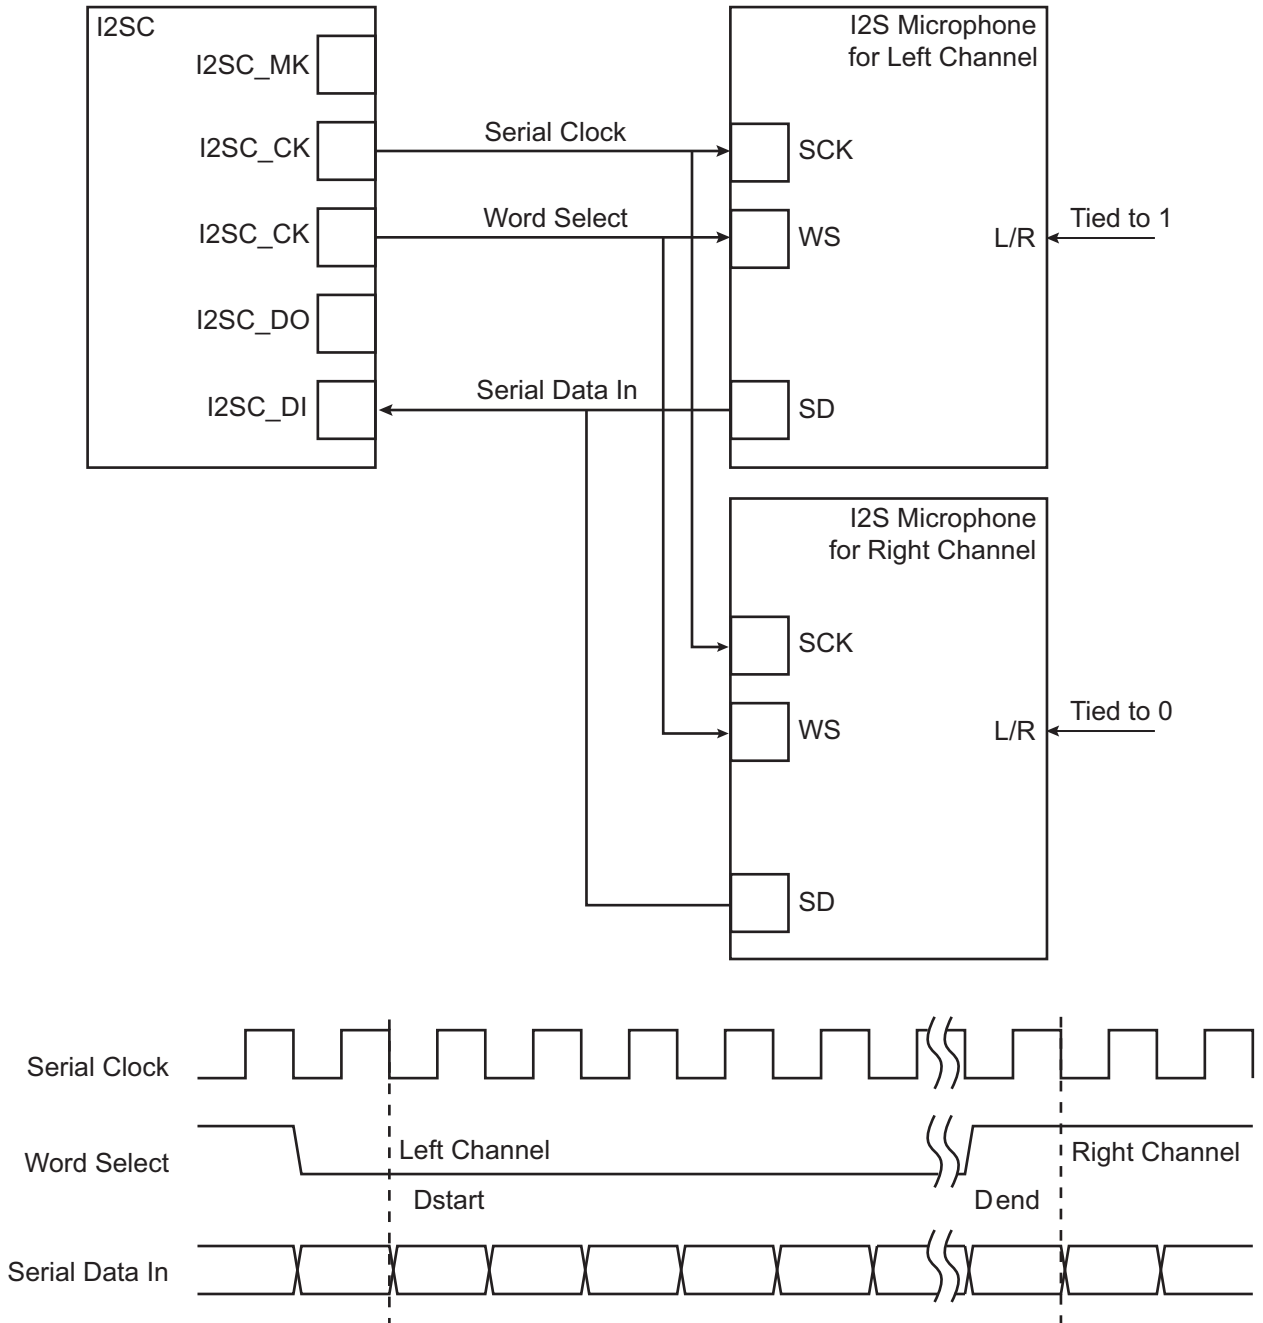 I2SC
I2SC_MK
I2SC_CK
I2SC_CK
I2SC_DO
I2SC_DI
Serial Clock
Word Select
Serial Data In
I2S Microphone
for Left Channel
SCK
WS
L/R
Tied to 1
SD
I2S Microphone
for Right Channel
SCK
WS
L/R
Tied to 0
SD
Serial Clock
Word Select
Left Channel
Right Channel
Dstart
Dend
Serial Data In